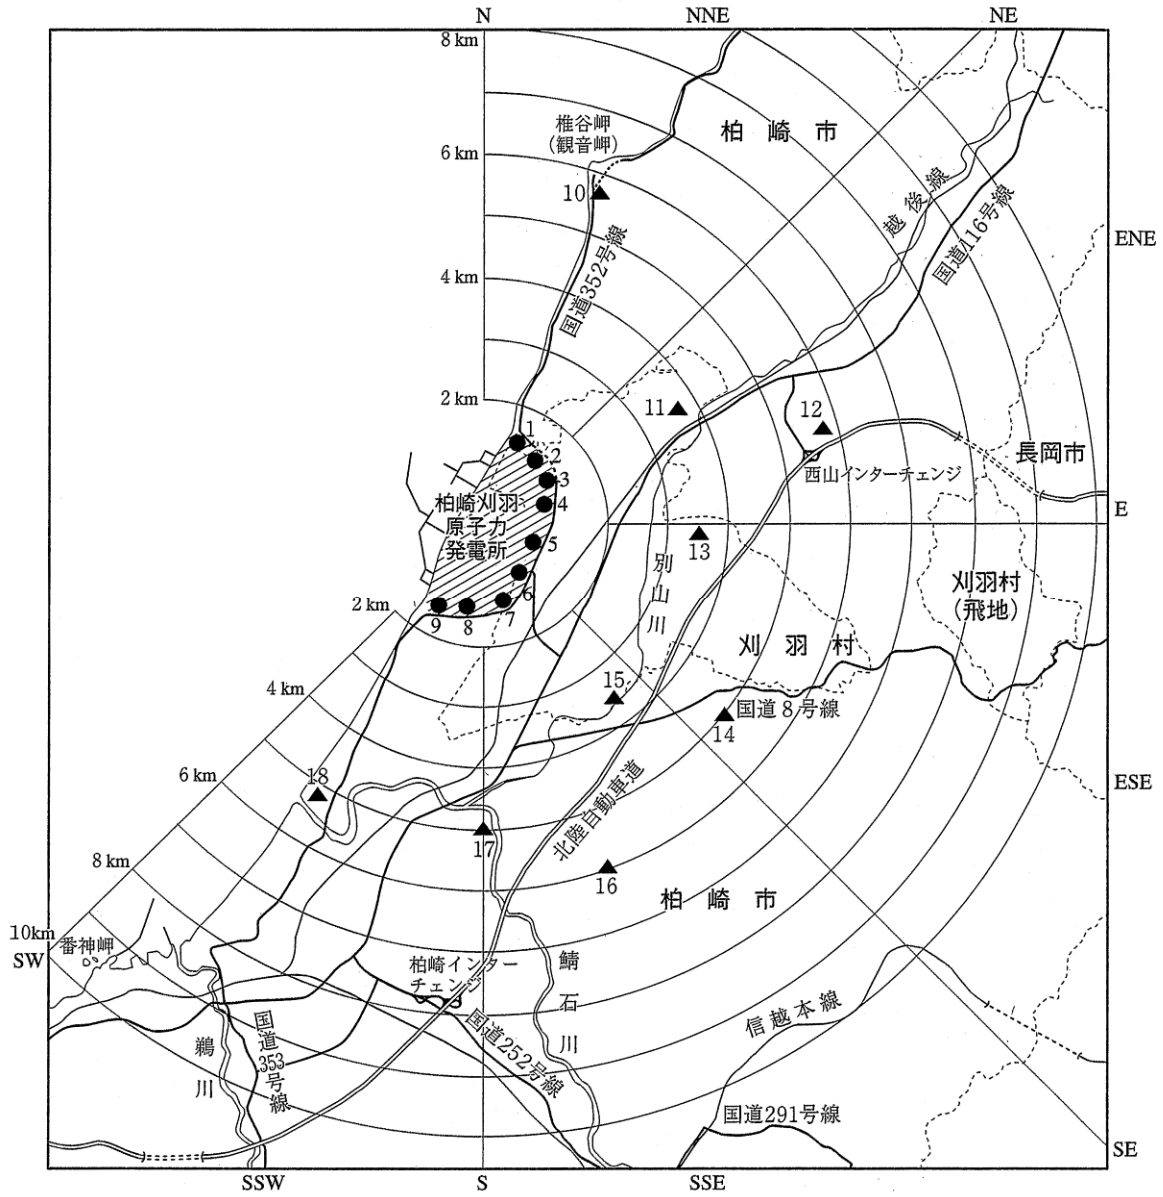 N
NNE
NE
8 km
椎谷岬
(観音岬)
柏崎市
6 km
10
越後線
国道116号線
ENE
国道352号線
4 km
2 km
11
12
1
2
3
4
5
6
7
8
9
柏崎刈羽
原子力
発電所
西山インターチェンジ
長岡市
E
13
別山川
刈羽村
(飛地)
2 km
刈羽村
15
国道8号線
14
4 km
6 km
18
北陸自動車道
ESE
17
16
8 km
柏崎市
10km
番神岬
SW
柏崎インター
チェンジ
鯖石川
信越本線
国道353号線
鵜川
国道252号線
国道291号線
SE
SSW
S
SSE